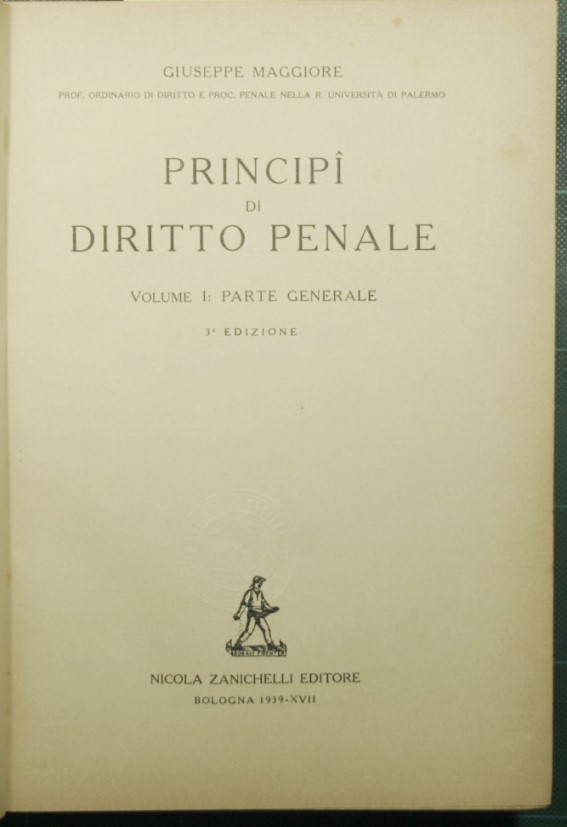 GIUSEPPE MAGGIORE
PROF. ORDINARIO DI DIRITTO E PROC. PENALE NELLA R. UNIVERSITÀ DI PALERMO
PRINCIPÎ
DI
DIRITTO PENALE
VOLUME I: PARTE GENERALE
3ª EDIZIONE
NICOLA ZANICHELLI EDITORE
BOLOGNA 1939-XVII